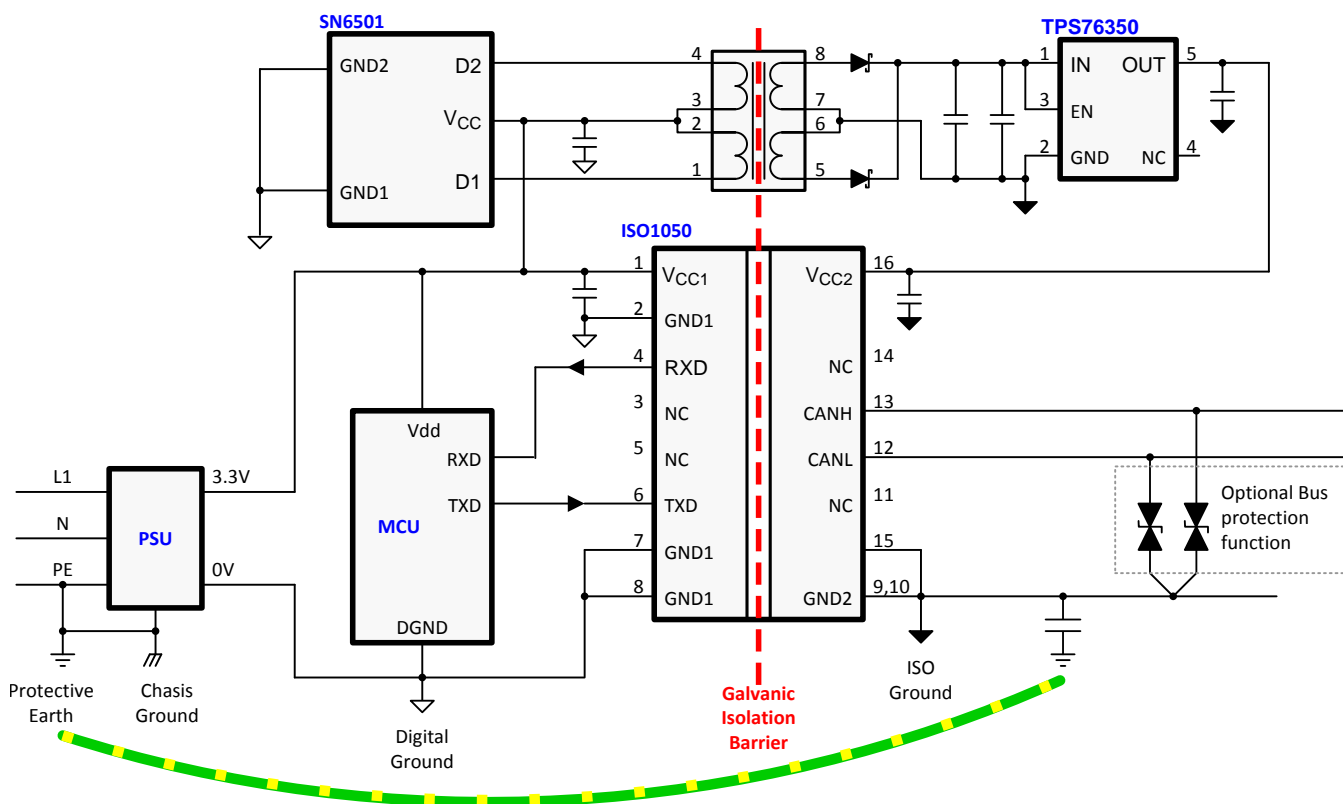 SN6501
GND2
D2
VCC
GND1
D1
4
3
2
1
8
7
6
5
TPS76350
1
IN
OUT
5
3
EN
2
GND
NC
4
ISO1050
1
VCC1
2
GND1
4
RXD
3
NC
5
NC
6
TXD
7
GND1
8
GND1
VCC2
16
NC
14
CANH
13
CANL
12
NC
11
15
GND2
9,10
Vdd
RXD
TXD
MCU
DGND
L1
N
PE
PSU
3.3V
0V
Optional Bus
protection
function
Protective
Earth
Chasis
Ground
Digital
Ground
Galvanic
Isolation
Barrier
ISO
Ground